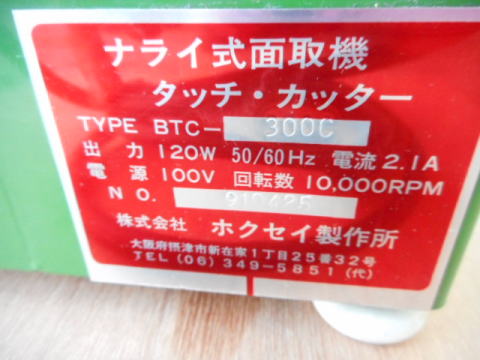 ナライ式面取機
タッチ・カッター
TYPE BTC- 300C
出力 120W 50/60Hz 電流 2.1A
電源 100V 回転数 10,000RPM
NO. 910425
株式会社 ホクセイ製作所
大阪府摂津市新在家1丁目25番32号
TEL (06) 349-5851 (代)